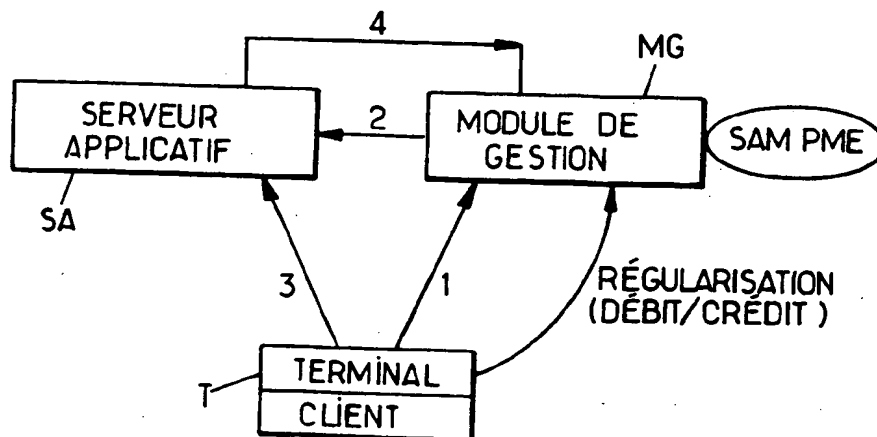 4
MG
SERVEUR
APPLICATIF
2
MODULE DE
GESTION
SAM PME
SA
3
1
RÉGULARISATION
(DÉBIT/CRÉDIT)
T
TERMINAL
CLIENT